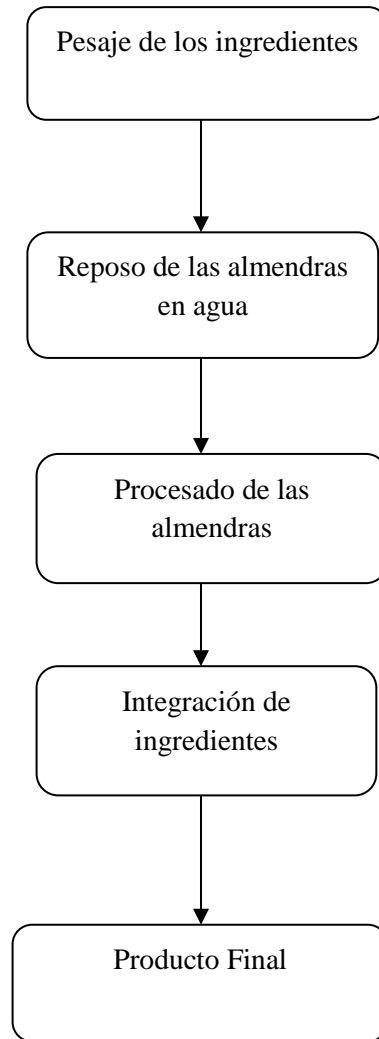 Pesaje de los ingredientes
Reposo de las almendras
en agua
Procesado de las
almendras
Integración de
ingredientes
Producto Final